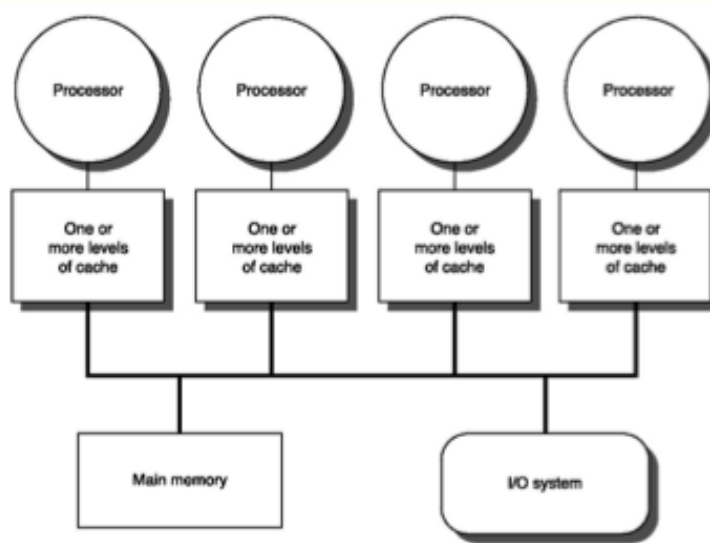 Processor
Processor
Processor
Processor
One or
more levels
of cache
One or
more levels
of cache
One or
more levels
of cache
One or
more levels
of cache
Main memory
I/O system